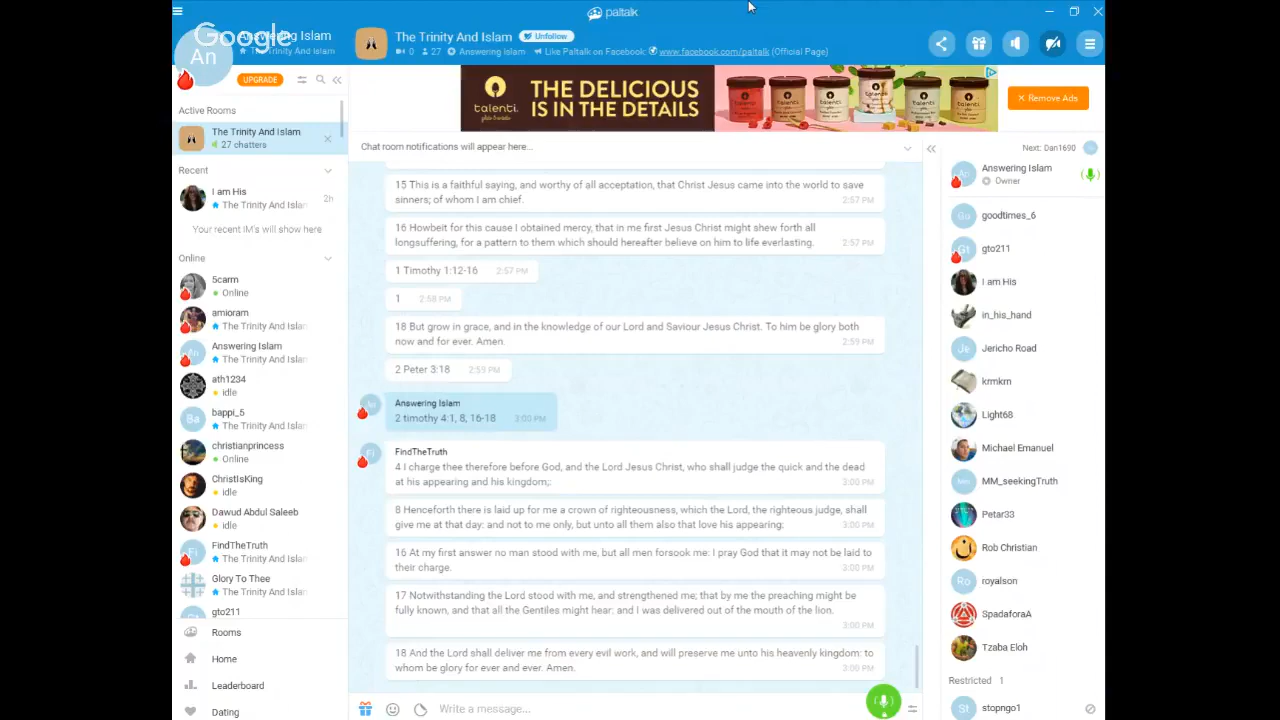 paltalk
Google
Answering Islam
The Trinity And Islam
An
The Trinity And Islam
Unfollow
0 27 Answering Islam Like Paltalk on Facebook: www.facebook.com/paltalk (Official Page)
UPGRADE
Active Rooms
The Trinity And Islam
27 chatters
Recent
I am His
The Trinity And Islar
2h
Your recent IM's will show here
Online
5carm
Online
amioram
The Trinity And Islar
An
Answering Islam
The Trinity And Islar
ath1234
Idle
Ba
bappi_5
The Trinity And Islar
christianprincess
Online
ChristIsKing
Idle
Dawud Abdul Saleeb
Idle
Fi
FindTheTruth
The Trinity And Islar
Glory To Thee
The Trinity And Islar
gto211
Rooms
Home
Leaderboard
Dating
talenti.
THE DELICIOUS
IS IN THE DETAILS
talenti.
Remove Ads
Chat room notifications will appear here...
15 This is a faithful saying, and worthy of all acceptation, that Christ Jesus came into the world to save
sinners; of whom I am chief.
2:57 PM
16 Howbeit for this cause I obtained mercy, that in me first Jesus Christ might shew forth all
longsuffering, for a pattern to them which should hereafter believe on him to life everlasting.
2:57 PM
1 Timothy 1:12-16 2:57 PM
1 2:58 PM
18 But grow in grace, and in the knowledge of our Lord and Saviour Jesus Christ. To him be glory both
now and for ever. Amen.
2:59 PM
2 Peter 3:18 2:59 PM
Answering Islam
2 timothy 4:1, 8, 16-18 3:00 PM
Fi
FindTheTruth
4 I charge thee therefore before God, and the Lord Jesus Christ, who shall judge the quick and the dead
at his appearing and his kingdom;:
3:00 PM
8 Henceforth there is laid up for me a crown of righteousness, which the Lord, the righteous judge, shall
give me at that day: and not to me only, but unto all them also that love his appearing:
3:00 PM
16 At my first answer no man stood with me, but all men forsook me: I pray God that it may not be laid to
their charge.
3:00 PM
17 Notwithstanding the Lord stood with me, and strengthened me; that by me the preaching might be
fully known, and that all the Gentiles might hear: and I was delivered out of the mouth of the lion.
3:00 PM
18 And the Lord shall deliver me from every evil work, and will preserve me unto his heavenly kingdom: to
whom be glory for ever and ever. Amen.
3:00 PM
Write a message...
Next: Dan1690
An
Answering Islam
Owner
Go
goodtimes_6
Gt
gto211
I am His
in_his_hand
Je
Jericho Road
krmkrn
Light68
Michael Emanuel
MM_seekingTruth
Petar33
Rob Christian
Ro
royalson
SpadaforaA
Tzaba Eloh
Restricted 1
St
stopngo1